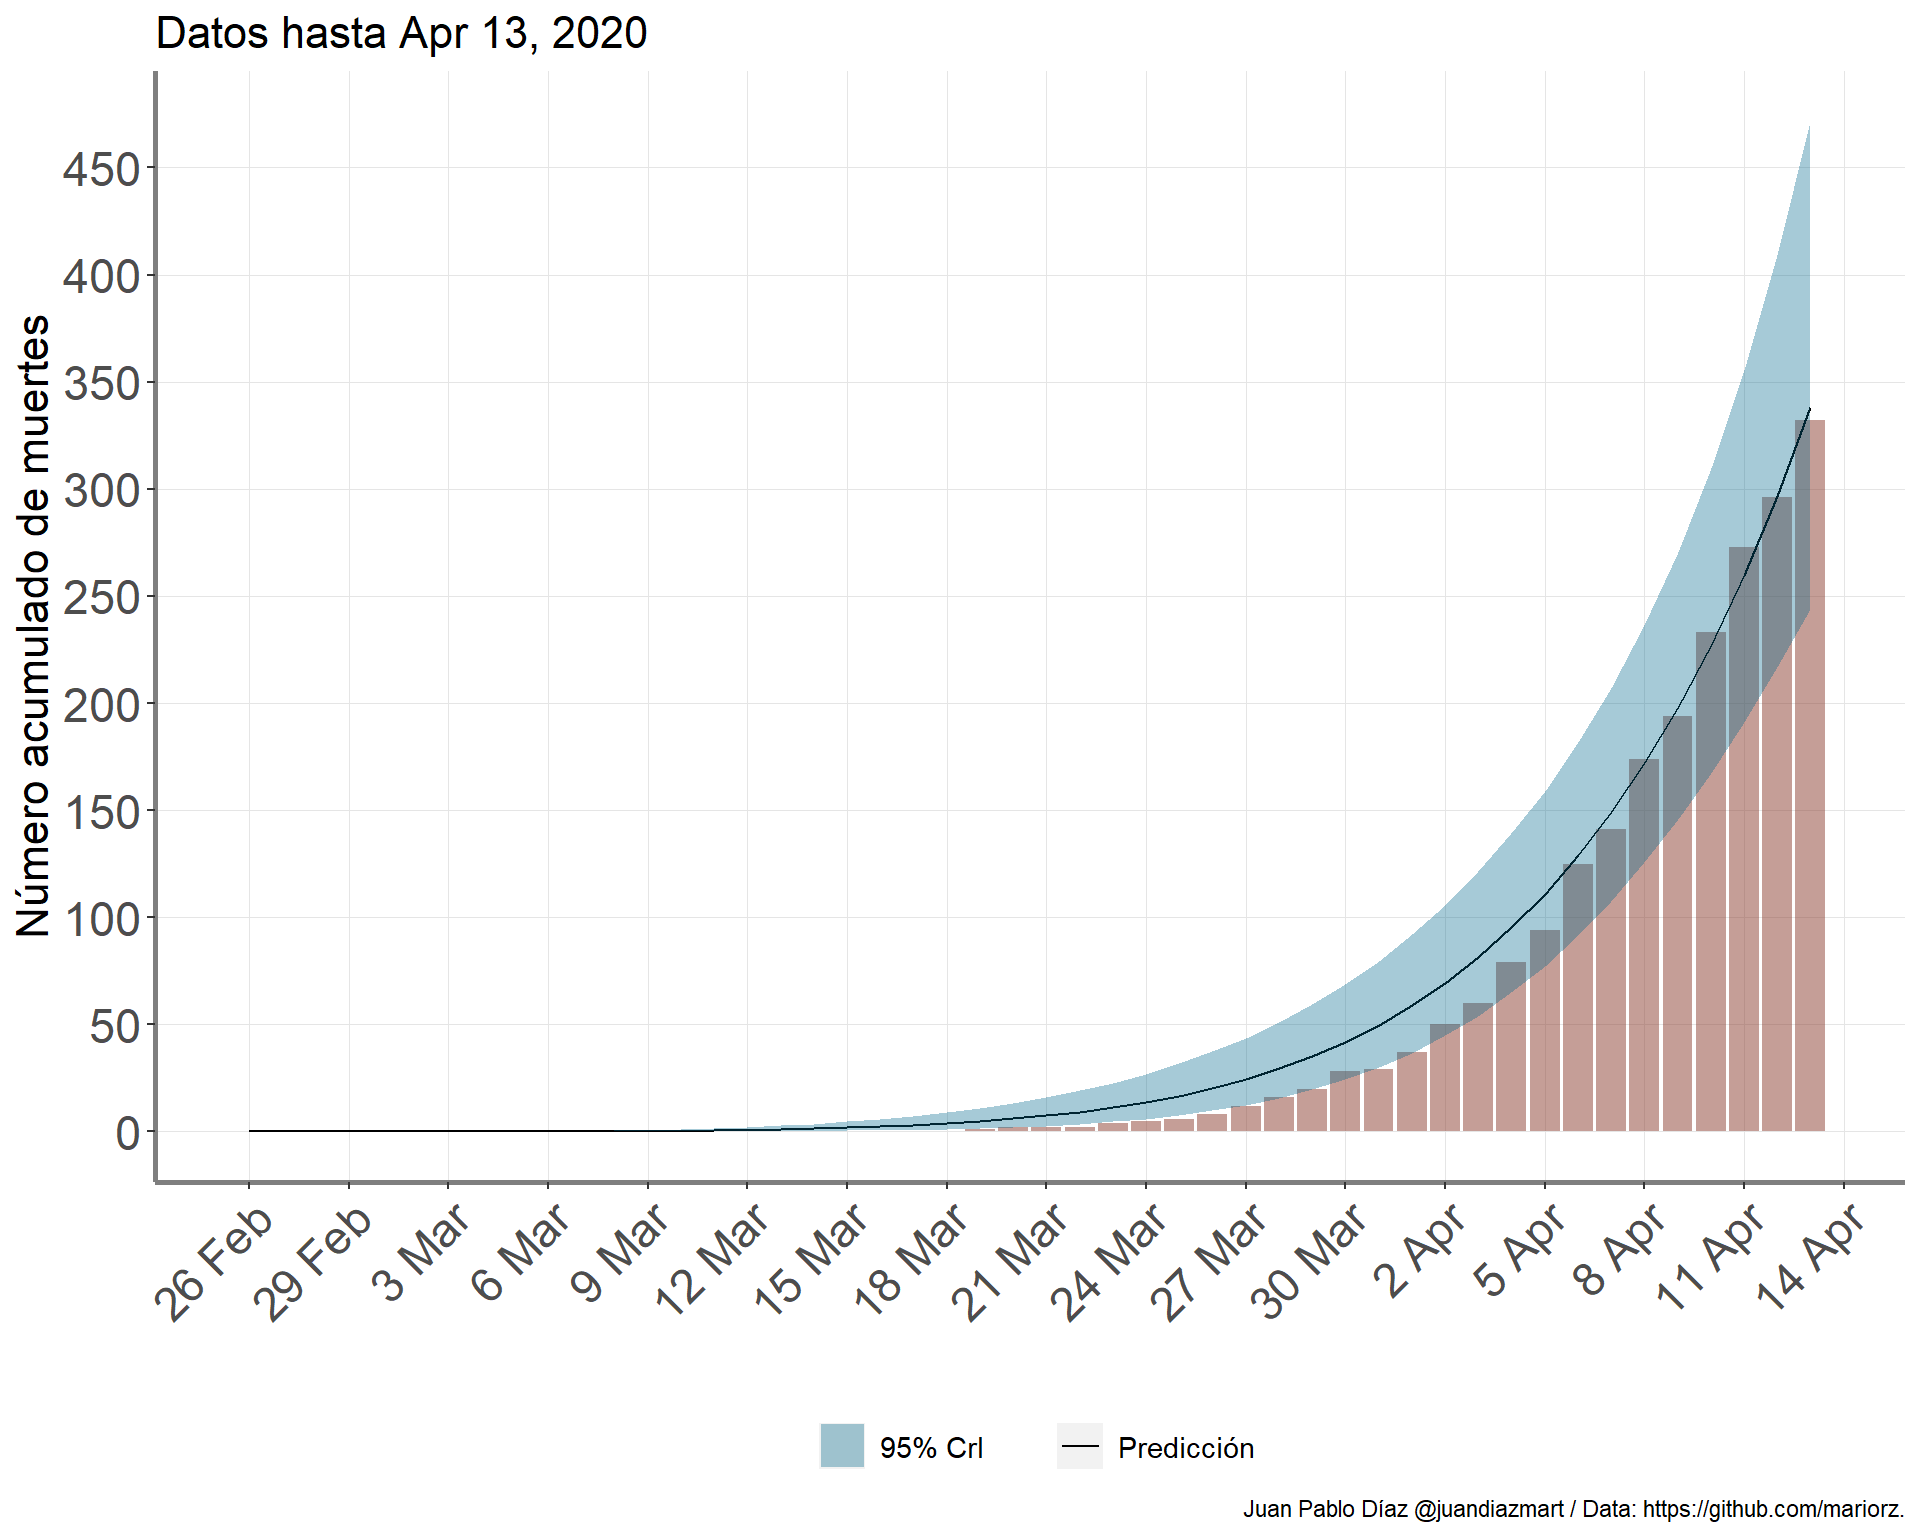 Datos hasta Apr 13, 2020
Número acumulado de muertes
450
400
350
300
250
200
150
100
50
0
26 Feb
29 Feb
3 Mar
6 Mar
9 Mar
12 Mar
15 Mar
18 Mar
21 Mar
24 Mar
27 Mar
30 Mar
2 Apr
5 Apr
8 Apr
11 Apr
14 Apr
95% CrI
Predicción
Juan Pablo Díaz @juandiazmart / Data: https://github.com/mariorz.